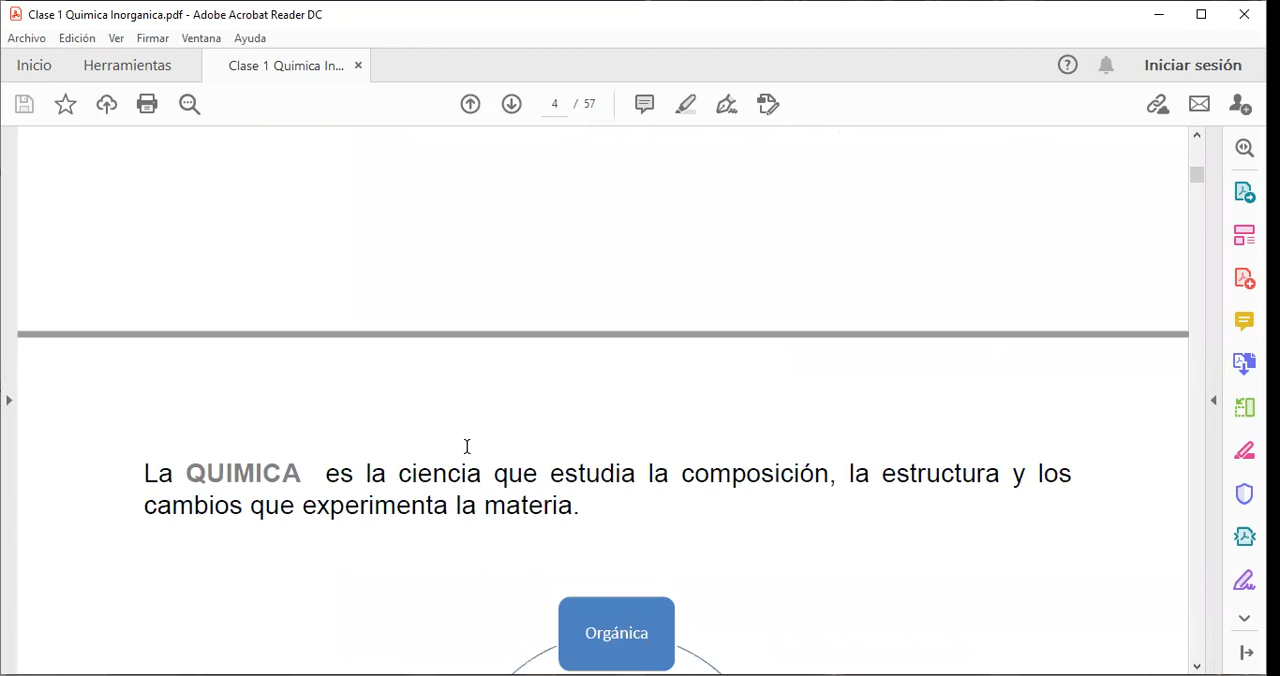 Clase 1 Quimica Inorganica.pdf - Adobe Acrobat Reader DC
Archivo Edición Ver Firmar Ventana Ayuda
Inicio Herramientas Clase 1 Quimica In... × Iniciar sesión
4 / 57
La QUIMICA es la ciencia que estudia la composición, la estructura y los
cambios que experimenta la materia.
Orgánica